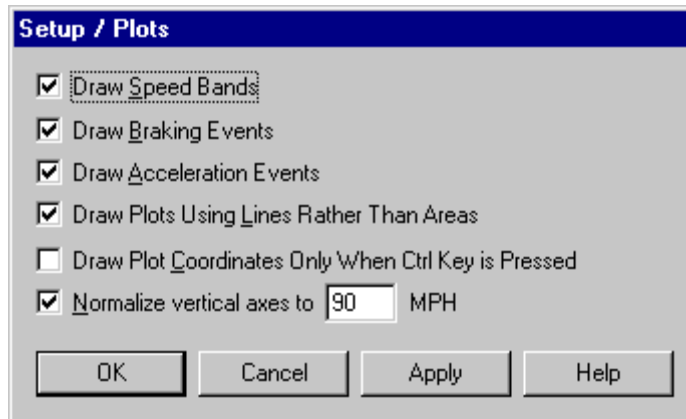 Setup / Plots
Draw Speed Bands
Draw Braking Events
Draw Acceleration Events
Draw Plots Using Lines Rather Than Areas
Draw Plot Coordinates Only When Ctrl Key is Pressed
Normalize vertical axes to 90 MPH
OK Cancel Apply Help